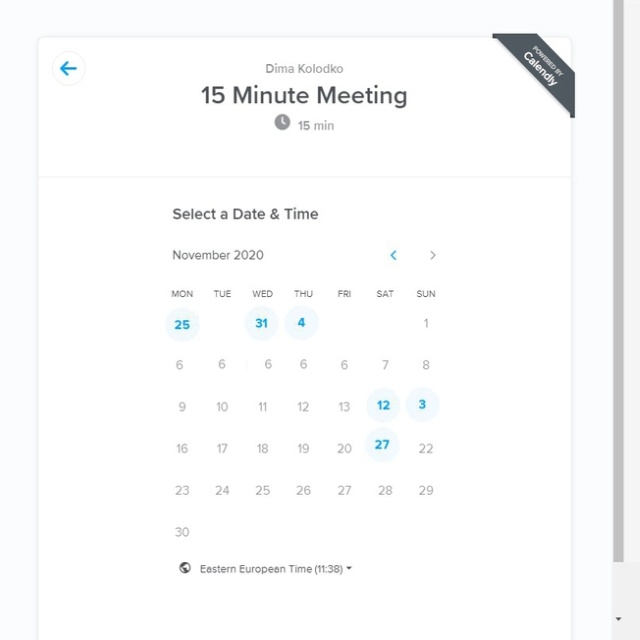 POWERED BY
Calendly
Dima Kolodko
15 Minute Meeting
15 min
Select a Date & Time
November 2020
MON TUE WED THU FRI SAT SUN
25 31 4 1
6 6 6 6 6 7 8
9 10 11 12 13 12 3
16 17 18 19 20 27 22
23 24 25 26 27 28 29
30
Eastern European Time (11:38)